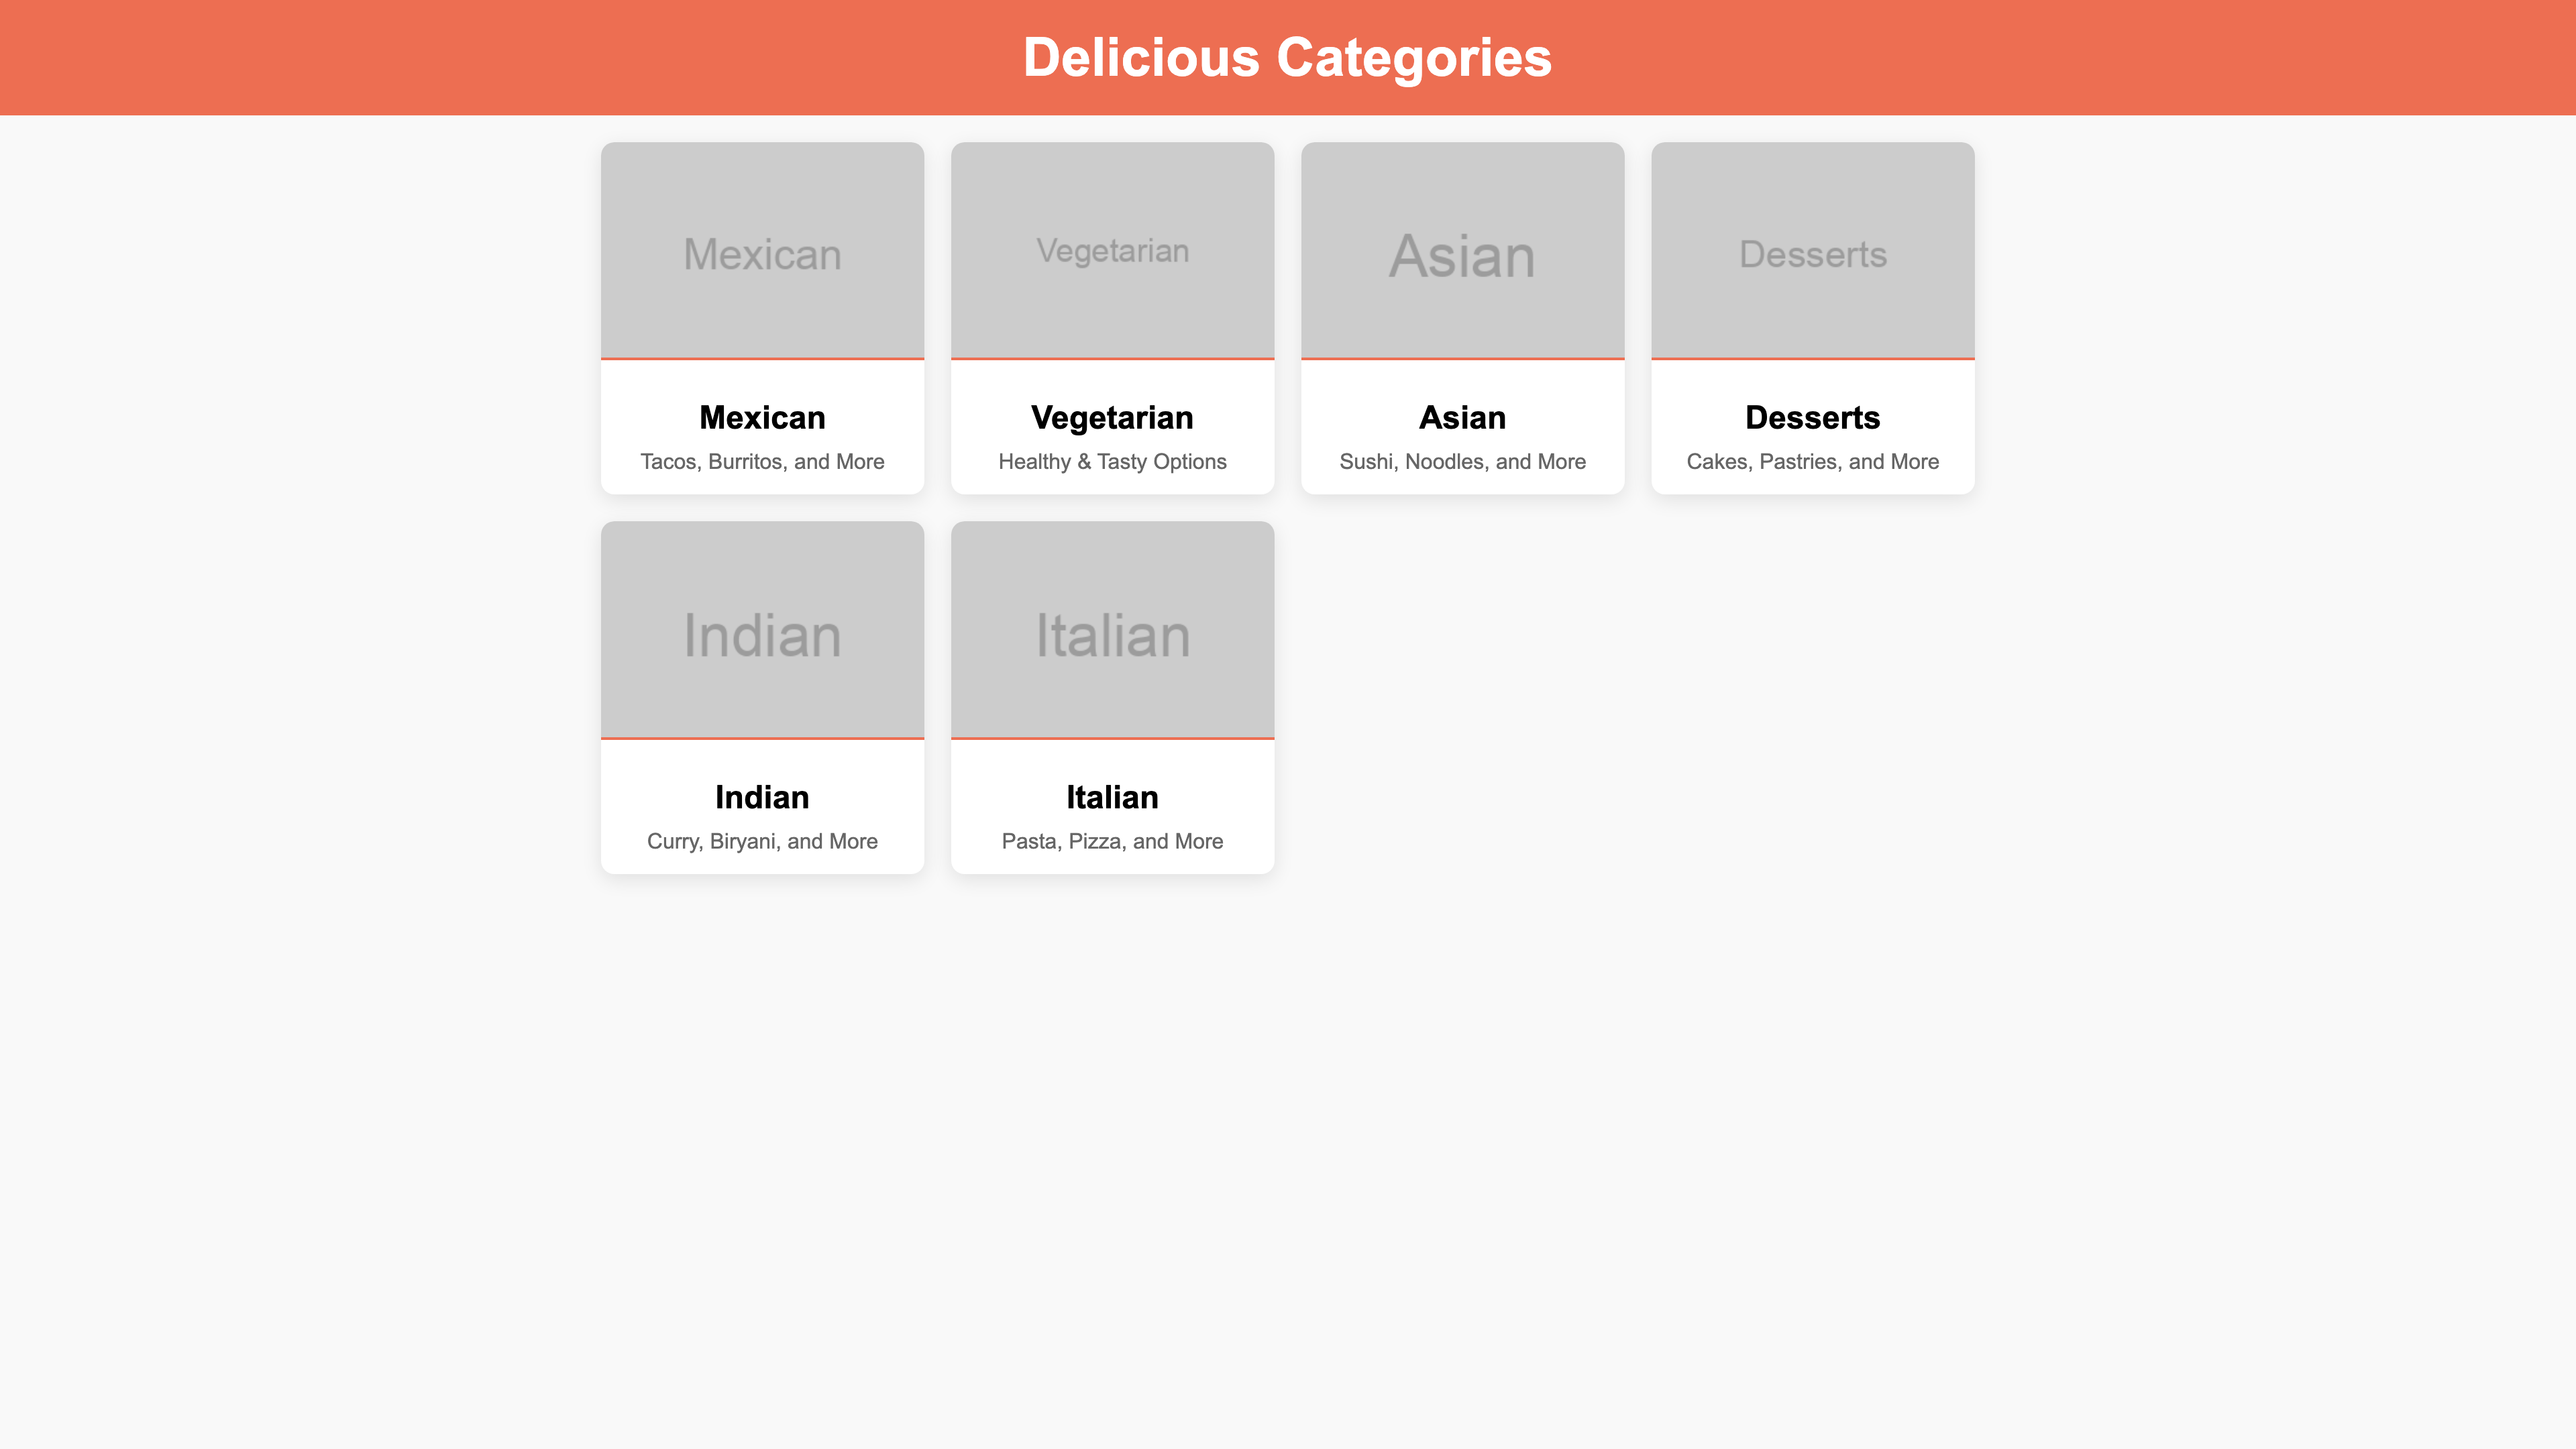 Delicious Categories
Mexican
Vegetarian
Asian
Desserts
Mexican
Tacos, Burritos, and More
Vegetarian
Healthy & Tasty Options
Asian
Sushi, Noodles, and More
Desserts
Cakes, Pastries, and More
Indian
Italian
Indian
Curry, Biryani, and More
Italian
Pasta, Pizza, and More